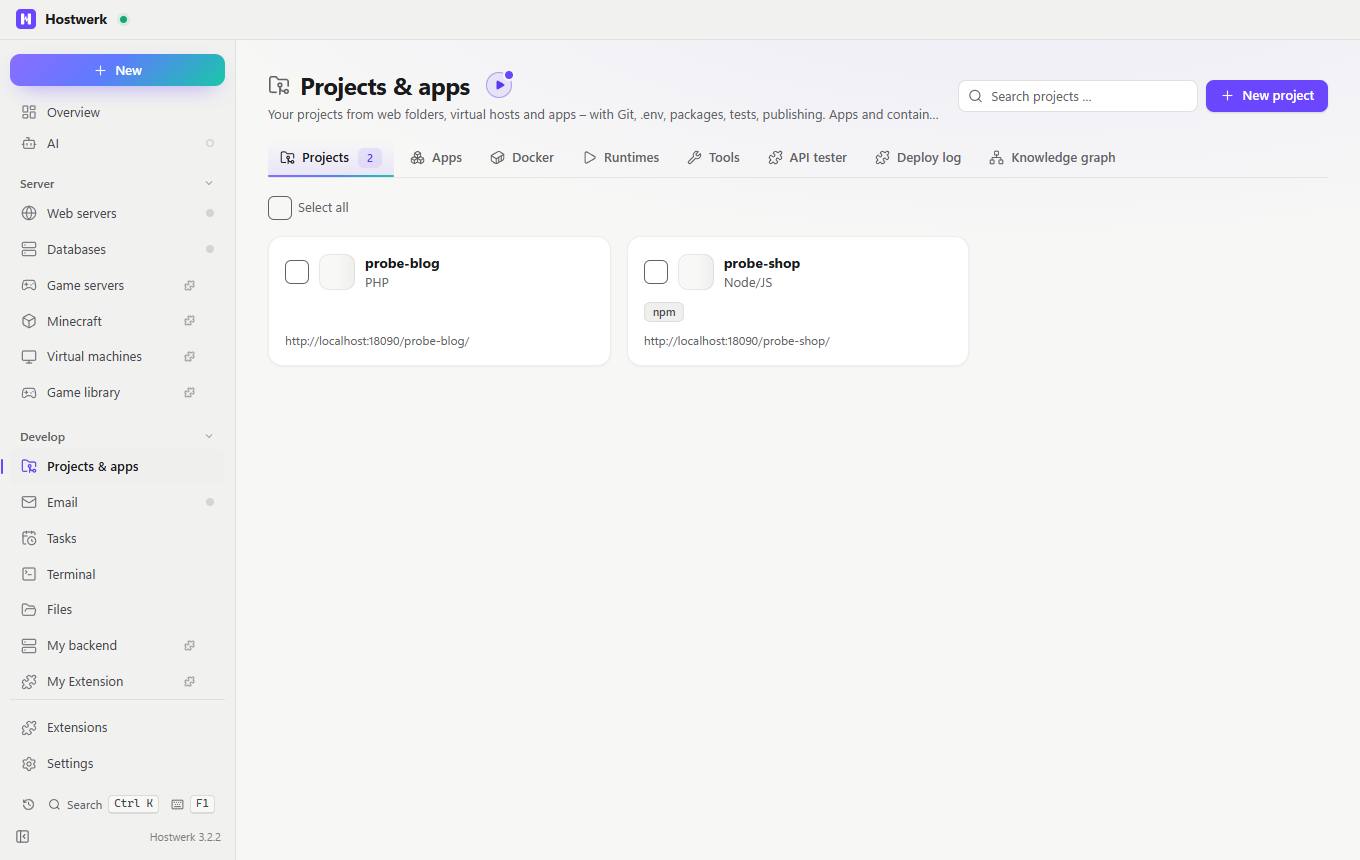 Hostwerk
New
Overview
AI
Server
Web servers
Databases
Game servers
Minecraft
Virtual machines
Game library
Develop
Projects & apps
Email
Tasks
Terminal
Files
My backend
My Extension
Extensions
Settings
Search Ctrl K F1
Hostwerk 3.2.2
Projects & apps
Your projects from web folders, virtual hosts and apps – with Git, .env, packages, tests, publishing. Apps and contain...
Search projects ...
New project
Projects 2 Apps Docker Runtimes Tools API tester Deploy log Knowledge graph
Select all
probe-blog
PHP
http://localhost:18090/probe-blog/
probe-shop
Node/JS
npm
http://localhost:18090/probe-shop/